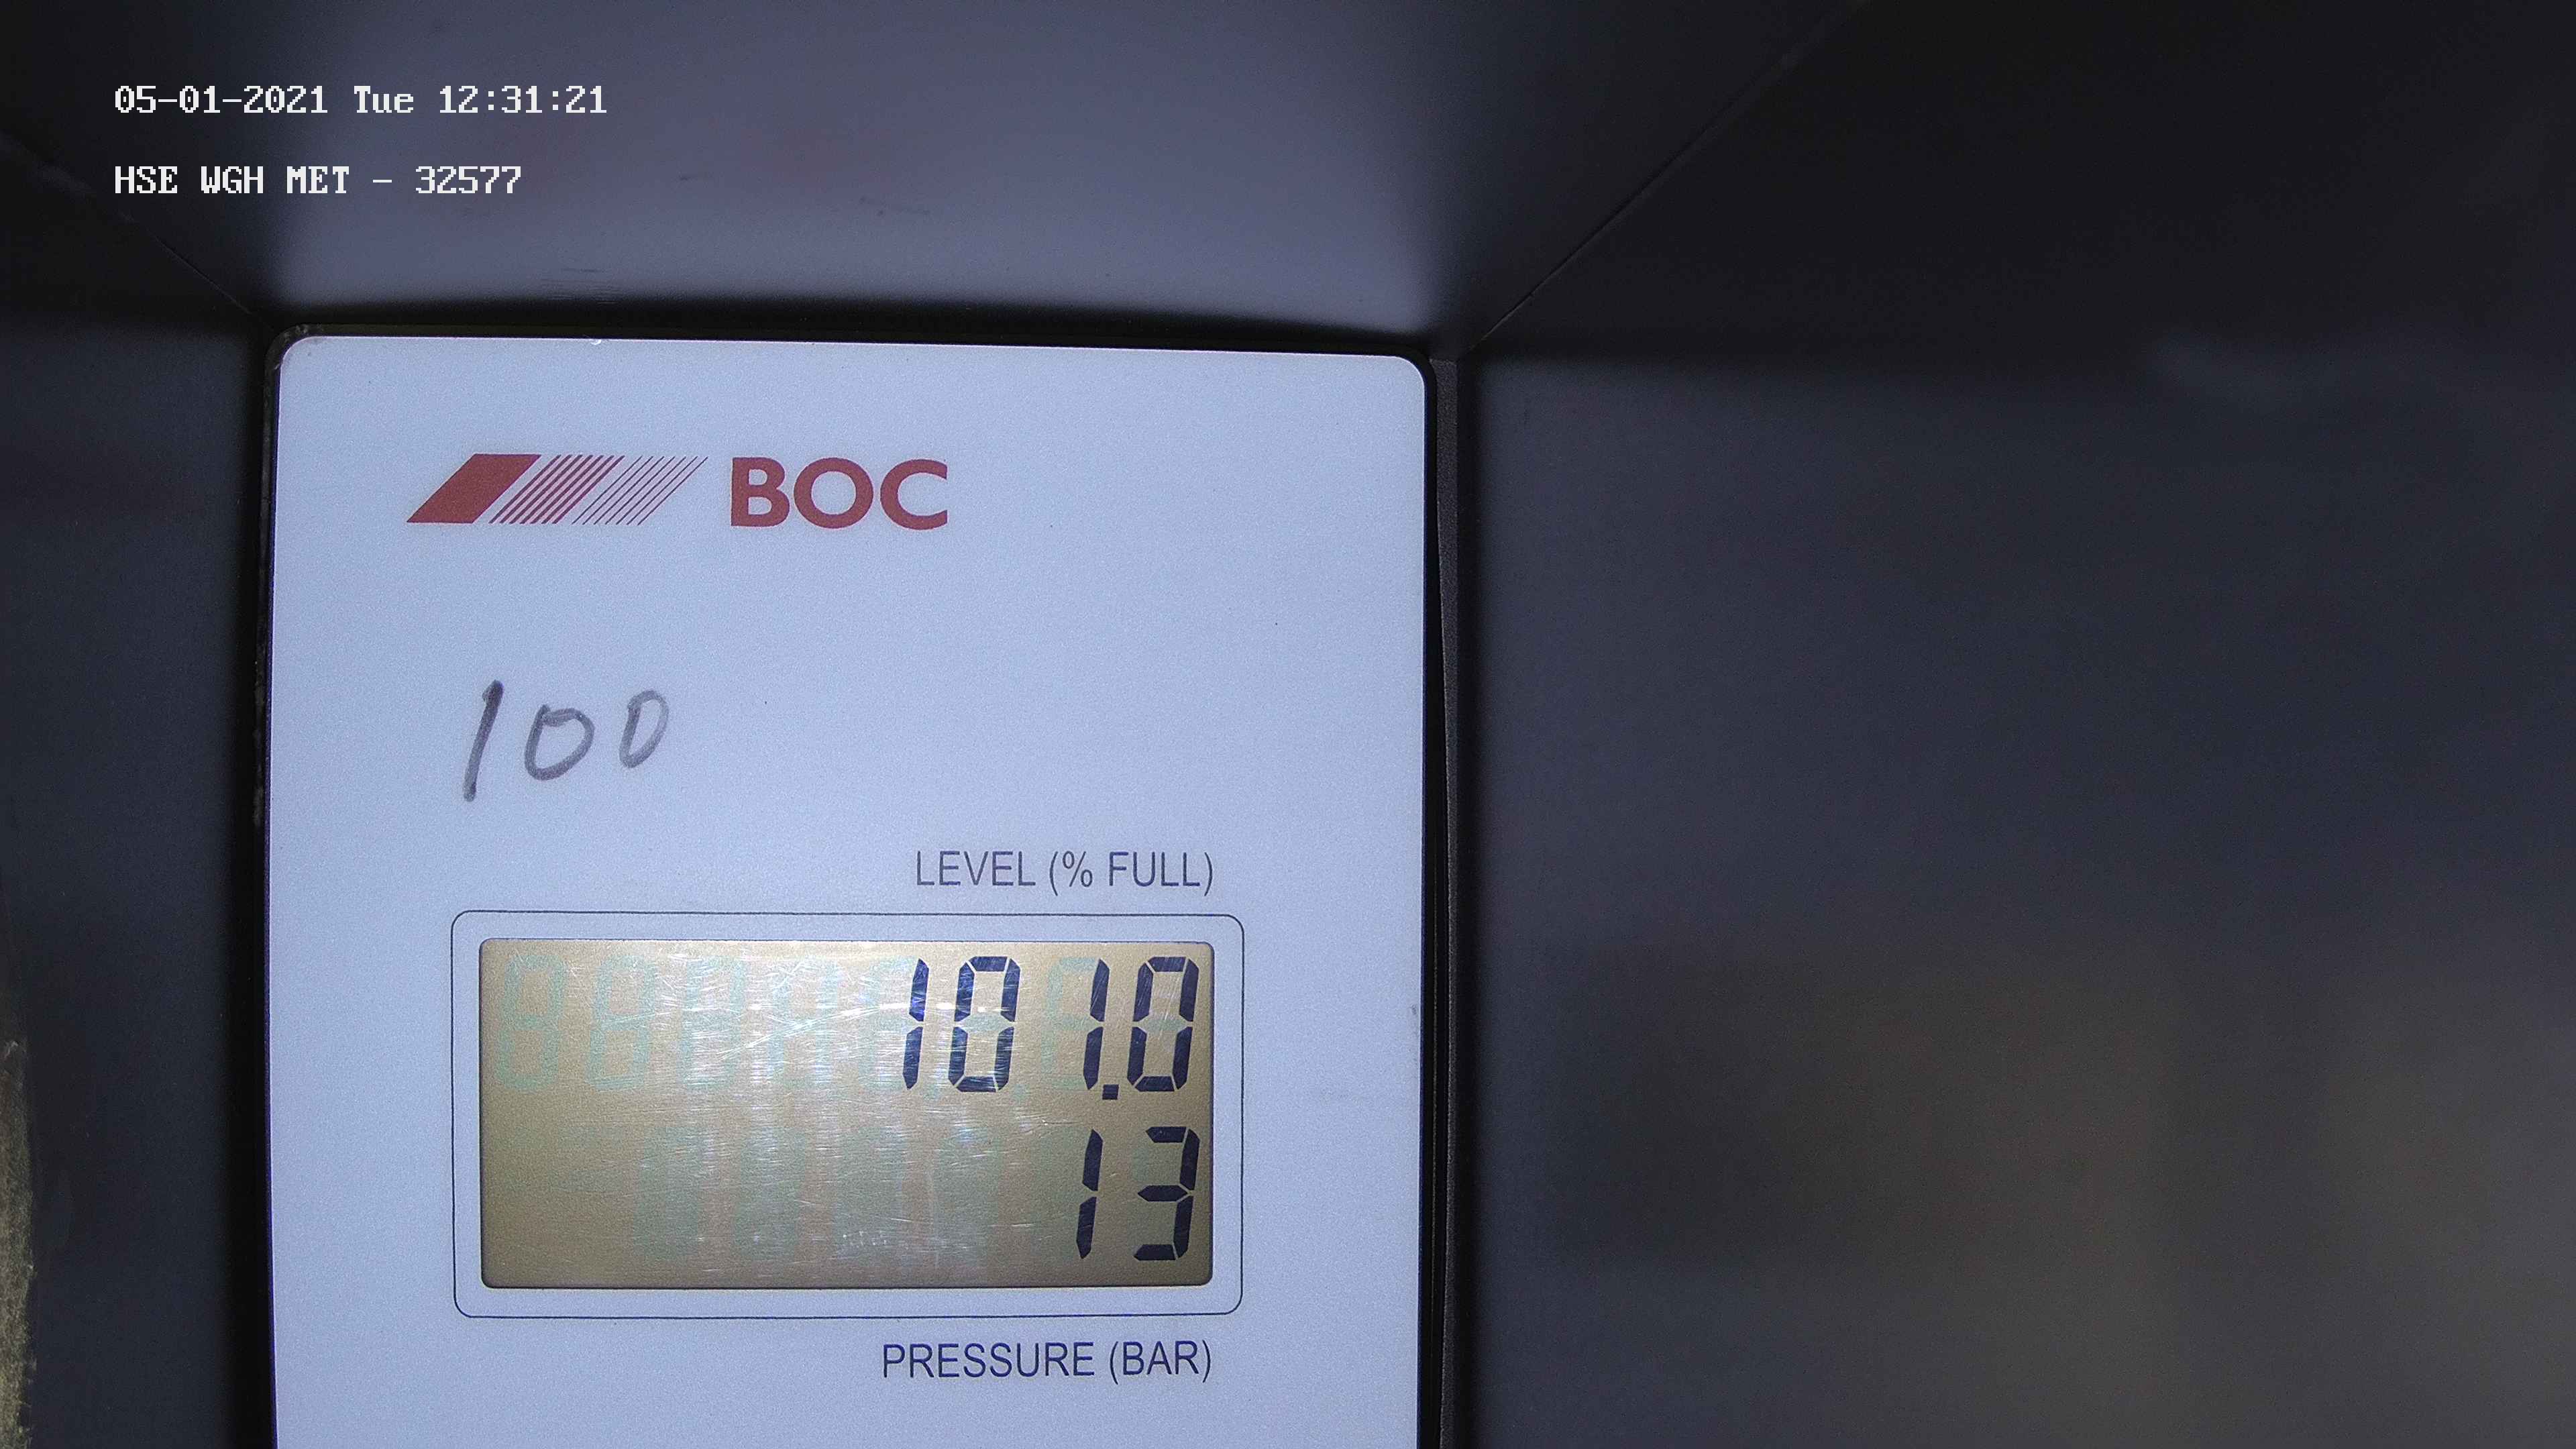 05-01-2021 Tue 12:31:21
HSE WGH MET - 32577
BOC
100
LEVEL (% FULL)
101.0
13
PRESSURE (BAR)